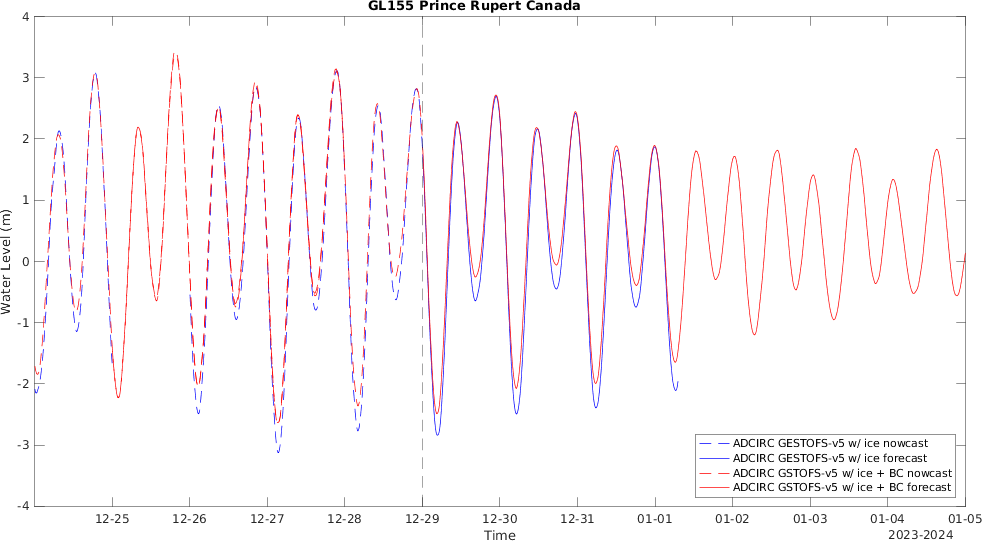 GL155 Prince Rupert Canada
4
3
2
1
0
-1
-2
-3
-4
Water Level (m)
ADCIRC GESTOFS-v5 w/ ice nowcast
ADCIRC GESTOFS-v5 w/ ice forecast
ADCIRC GSTOFS-v5 w/ ice + BC nowcast
ADCIRC GSTOFS-v5 w/ ice + BC forecast
12-25 12-26 12-27 12-28 12-29 12-30 12-31 01-01 01-02 01-03 01-04 01-05
Time
2023-2024